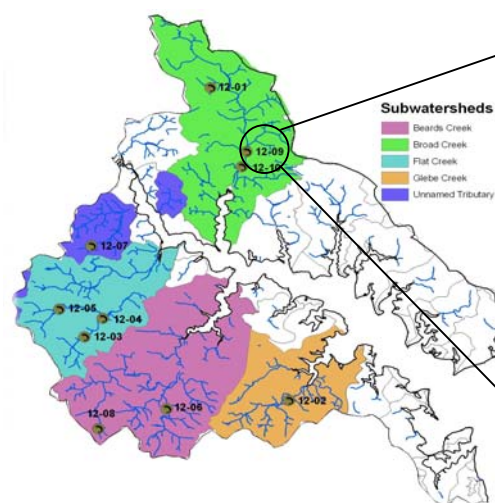 12-01
Subwatersheds
Beards Creek
Broad Creek
Flat Creek
Glebe Creek
Unnamed Tributary
12-09
12-10
12-07
12-05
12-04
12-03
12-06
12-02
12-08